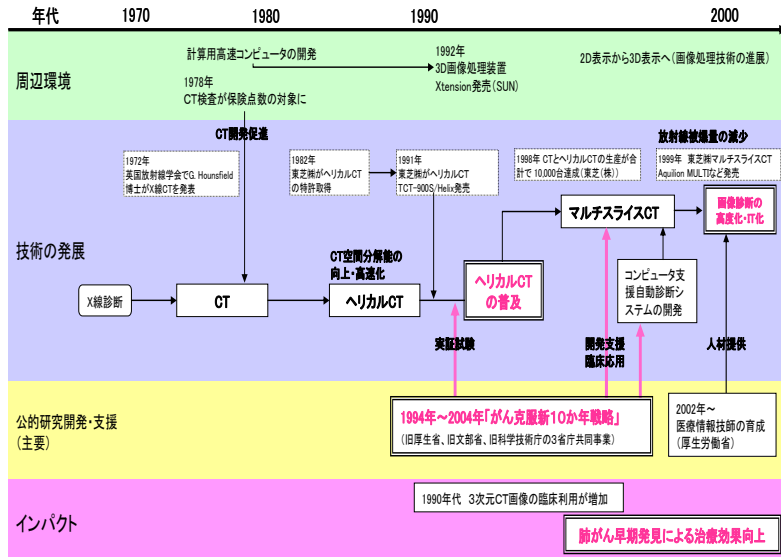 年代
1970
1980
1990
2000
周辺環境
計算用高速コンピュータの開発
1978年
CT検査が保険点数の対象に
1992年
3D画像処理装置
Xtension発売(SUN)
2D表示から3D表示へ(画像処理技術の進展)
技術の発展
CT開発促進
放射線被爆量の減少
1972年
英国放射線学会でG. Hounsfield
博士がX線CTを発表
1982年
東芝㈱がヘリカルCT
の特許取得
1991年
東芝㈱がヘリカルCT
TCT-900S/Helix発売
1998年 CTとヘリカルCTの生産が合
計で 10,000台達成(東芝(株))
1999年 東芝㈱マルチスライスCT
Aquilion MULTIなど発売
マルチスライスCT
画像診断の
高度化・IT化
CT空間分解能の
向上・高速化
X線診断
CT
ヘリカルCT
ヘリカルCT
の普及
コンピュータ支
援自動診断シ
ステムの開発
実証試験
開発支援
臨床応用
人材提供
公的研究開発・支援
(主要)
1994年~2004年「がん克服新10か年戦略」
(旧厚生省、旧文部省、旧科学技術庁の3省庁共同事業)
2002年~
医療情報技師の育成
(厚生労働省)
インパクト
1990年代 3次元CT画像の臨床利用が増加
肺がん早期発見による治療効果向上